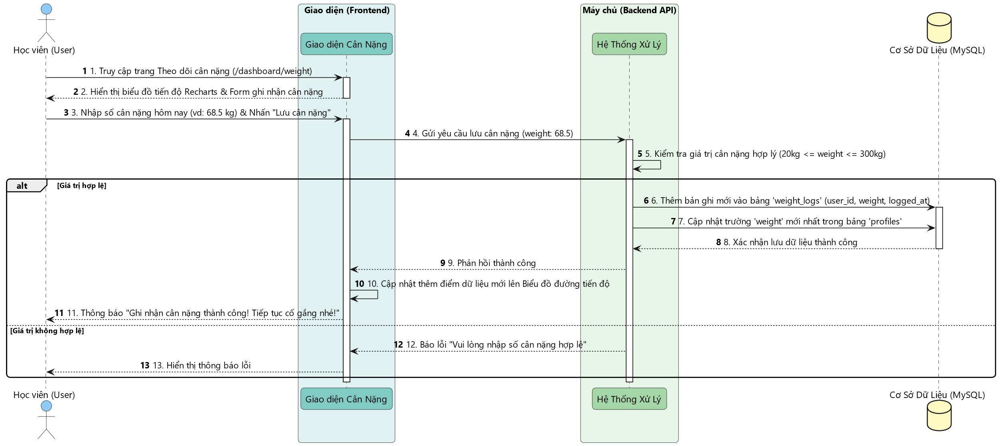 Giao diện (Frontend)
Máy chủ (Backend API)
Học viên (User)
Giao diện Cân Nặng
Hệ Thống Xử Lý
Cơ Sở Dữ Liệu (MySQL)
1 1. Truy cập trang Theo dõi cân nặng (/dashboard/weight)
2 2. Hiển thị biểu đồ tiến độ Recharts & Form ghi nhận cân nặng
3 3. Nhập số cân nặng hôm nay (vd: 68.5 kg) & Nhấn "Lưu cân nặng"
4 4. Gửi yêu cầu lưu cân nặng (weight: 68.5)
5 5. Kiểm tra giá trị cân nặng hợp lý (20kg <= weight <= 300kg)
alt [Giá trị hợp lệ]
6 6. Thêm bản ghi mới vào bảng 'weight_logs' (user_id, weight, logged_at)
7 7. Cập nhật trường 'weight' mới nhất trong bảng 'profiles'
8 8. Xác nhận lưu dữ liệu thành công
9 9. Phản hồi thành công
10 10. Cập nhật thêm điểm dữ liệu mới lên Biểu đồ đường tiến độ
11 11. Thông báo "Ghi nhận cân nặng thành công! Tiếp tục cố gắng nhé!"
[Giá trị không hợp lệ]
12 12. Báo lỗi "Vui lòng nhập số cân nặng hợp lệ"
13 13. Hiển thị thông báo lỗi
Học viên (User)
Giao diện Cân Nặng
Hệ Thống Xử Lý
Cơ Sở Dữ Liệu (MySQL)